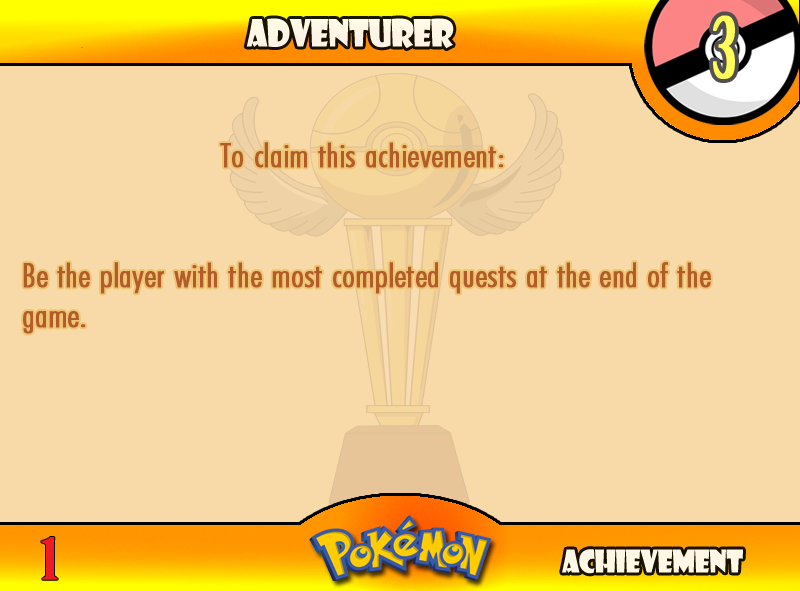 ADVENTURER
3
To claim this achievement:
Be the player with the most completed quests at the end of the
game.
1
POKéMON
ACHIEVEMENT